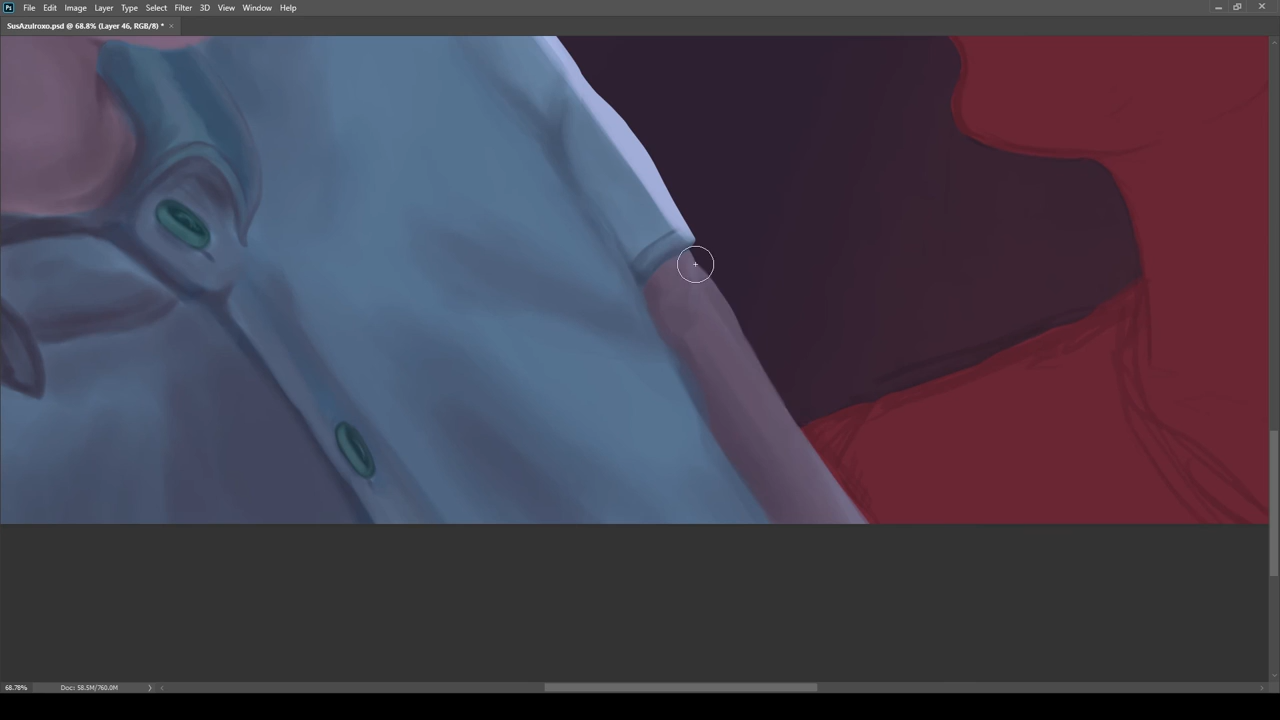 Ps File Edit Image Layer Type Select Filter 3D View Window Help
SusAzulroxo.psd @ 68.8% (Layer 46, RGB/8) *
68.78% Doc: 58.5M/760.0M